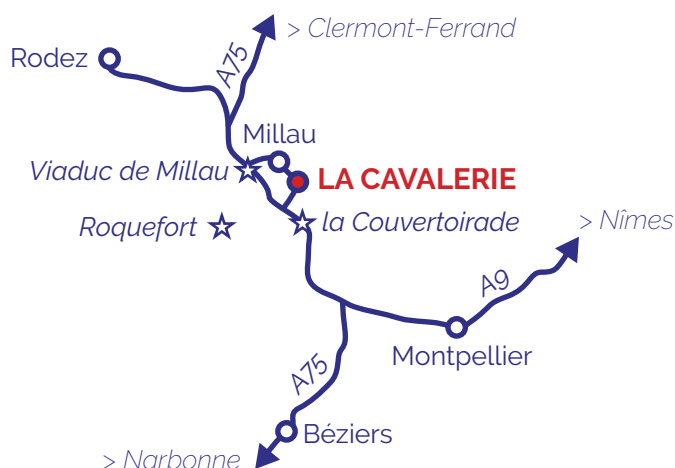 > Clermont-Ferrand
Rodez
A75
Millau
Viaduc de Millau
LA CAVALERIE
Roquefort
la Couvertoirade
> Nîmes
A9
Montpellier
A75
Béziers
> Narbonne